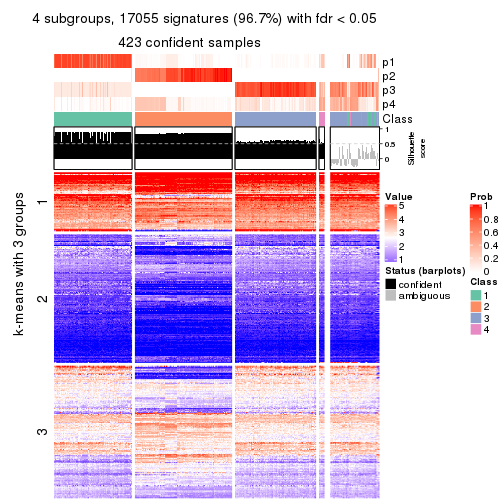 4 subgroups, 17055 signatures (96.7%) with fdr < 0.05
423 confident samples
p1
p2
p3
p4
Class
1
0.5
0
Silhouette
score
k-means with 3 groups
1
2
3
Value
5
4
3
2
1
Status (barplots)
confident
ambiguous
Prob
1
0.8
0.6
0.4
0.2
0
Class
1
2
3
4